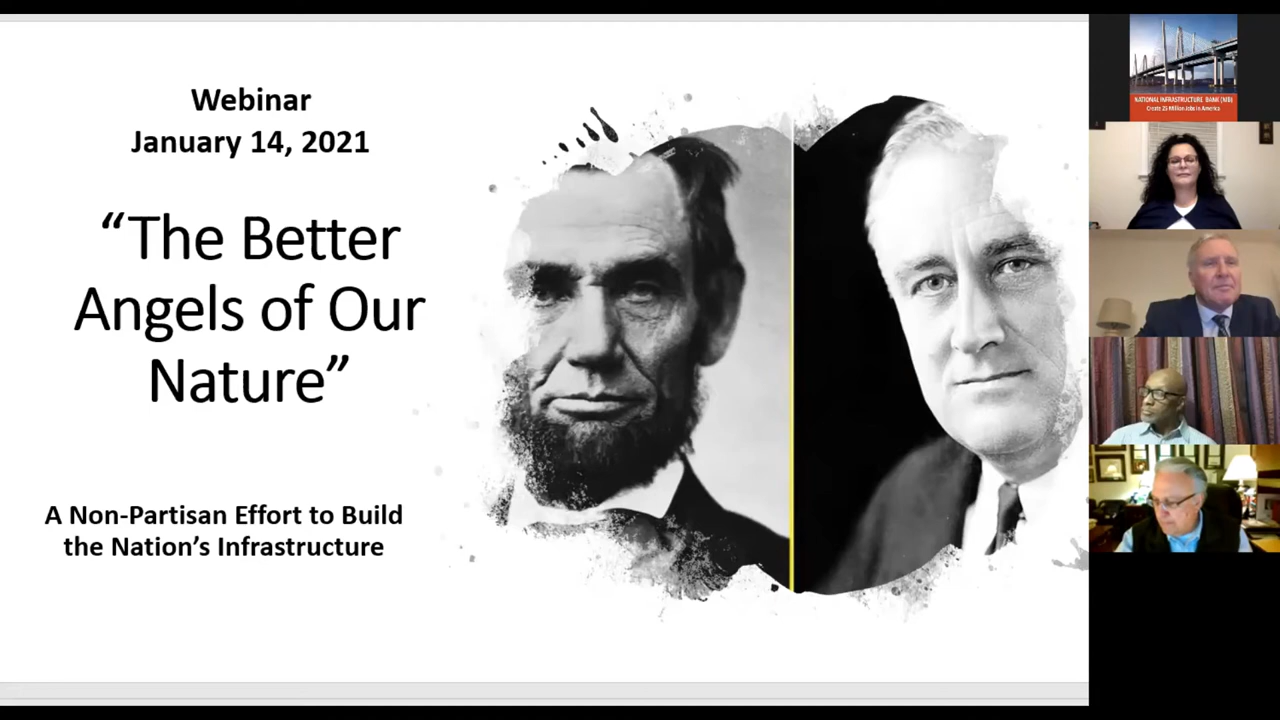 Webinar
January 14, 2021
“The Better
Angels of Our
Nature”
A Non-Partisan Effort to Build
the Nation’s Infrastructure
NATIONAL INFRASTRUCTURE BANK (NIB)
Create 25 Million Jobs in America